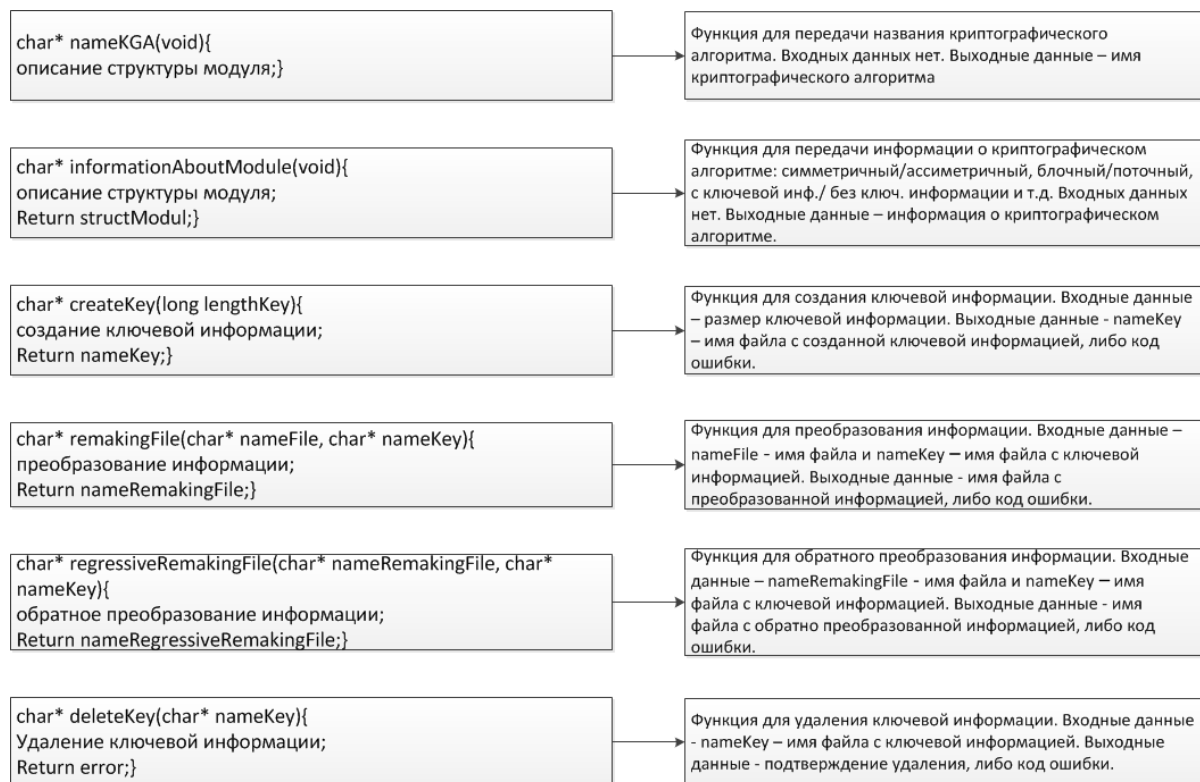 char* nameKGA(void){
описание структуры модуля;}
Функция для передачи названия криптографического
алгоритма. Входных данных нет. Выходные данные – имя
криптографического алгоритма
char* informationAboutModule(void){
описание структуры модуля;
Return structModul;}
Функция для передачи информации о криптографическом
алгоритме: симметричный/ассиметричный, блочный/поточный,
с ключевой инф./ без ключ. информации и т.д. Входных данных
нет. Выходные данные – информация о криптографическом
алгоритме.
char* createKey(long lengthKey){
создание ключевой информации;
Return nameKey;}
Функция для создания ключевой информации. Входные данные
– размер ключевой информации. Выходные данные - nameKey
– имя файла с созданной ключевой информацией, либо код
ошибки.
char* remakingFile(char* nameFile, char* nameKey){
преобразование информации;
Return nameRemakingFile;}
Функция для преобразования информации. Входные данные –
nameFile - имя файла и nameKey – имя файла с ключевой
информацией. Выходные данные - имя файла с
преобразованной информацией, либо код ошибки.
char* regressiveRemakingFile(char* nameRemakingFile, char*
nameKey){
обратное преобразование информации;
Return nameRegressiveRemakingFile;}
Функция для обратного преобразования информации. Входные
данные – nameRemakingFile - имя файла и nameKey – имя
файла с ключевой информацией. Выходные данные - имя
файла с обратно преобразованной информацией, либо код
ошибки.
char* deleteKey(char* nameKey){
Удаление ключевой информации;
Return error;}
Функция для удаления ключевой информации. Входные данные
- nameKey – имя файла с ключевой информацией. Выходные
данные - подтверждение удаления, либо код ошибки.